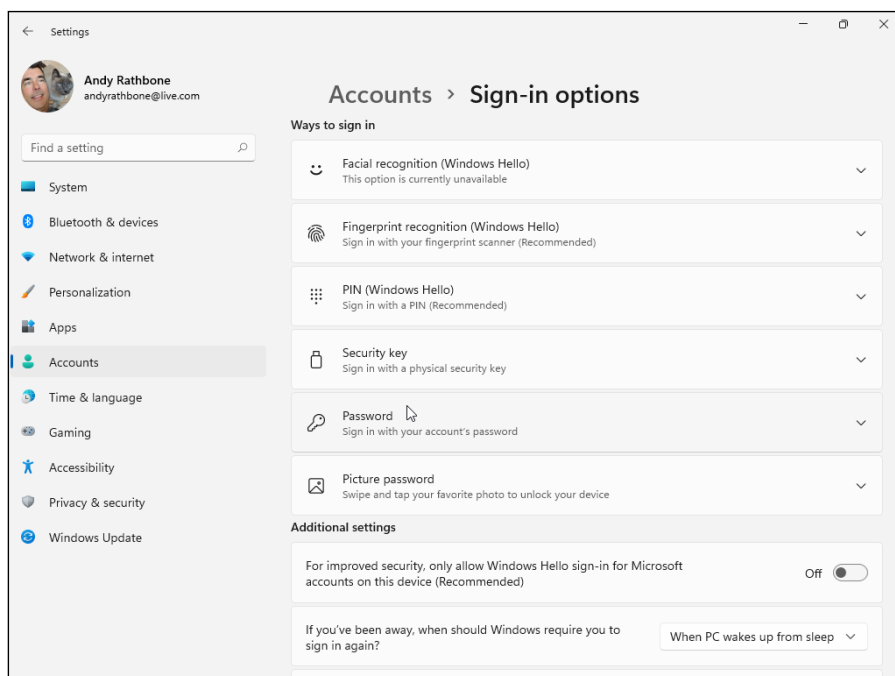 Settings
Andy Rathbone
andyrathbone@live.com
Find a setting
System
Bluetooth & devices
Network & internet
Personalization
Apps
Accounts
Time & language
Gaming
Accessibility
Privacy & security
Windows Update
Accounts > Sign-in options
Ways to sign in
Facial recognition (Windows Hello)
This option is currently unavailable
Fingerprint recognition (Windows Hello)
Sign in with your fingerprint scanner (Recommended)
PIN (Windows Hello)
Sign in with a PIN (Recommended)
Security key
Sign in with a physical security key
Password
Sign in with your account's password
Picture password
Swipe and tap your favorite photo to unlock your device
Additional settings
For improved security, only allow Windows Hello sign-in for Microsoft
accounts on this device (Recommended)
Off
If you've been away, when should Windows require you to
sign in again?
When PC wakes up from sleep